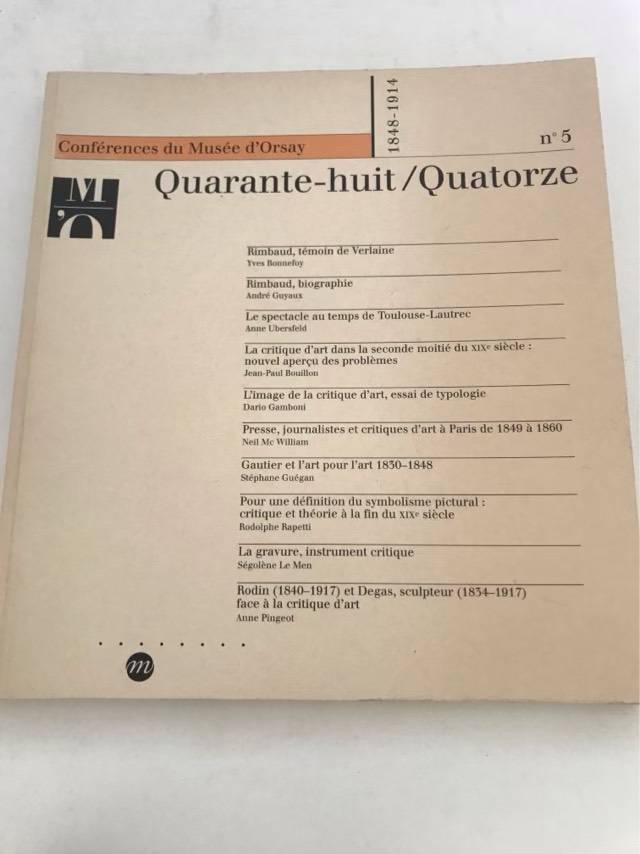 1848-1914
Conférences du Musée d'Orsay
n° 5
M'O
Quarante-huit/Quatorze
Rimbaud, témoin de Verlaine
Yves Bonnefoy
Rimbaud, biographie
André Guyaux
Le spectacle au temps de Toulouse-Lautrec
Anne Ubersfeld
La critique d'art dans la seconde moitié du XIXe siècle :
nouvel aperçu des problèmes
Jean-Paul Bouillon
L'image de la critique d'art, essai de typologie
Dario Gamboni
Presse, journalistes et critiques d'art à Paris de 1849 à 1860
Neil Mc William
Gautier et l'art pour l'art 1830-1848
Stéphane Guégan
Pour une définition du symbolisme pictural :
critique et théorie à la fin du XIXe siècle
Rodolphe Rapetti
La gravure, instrument critique
Ségolène Le Men
Rodin (1840-1917) et Degas, sculpteur (1834-1917)
face à la critique d'art
Anne Pingeot
m